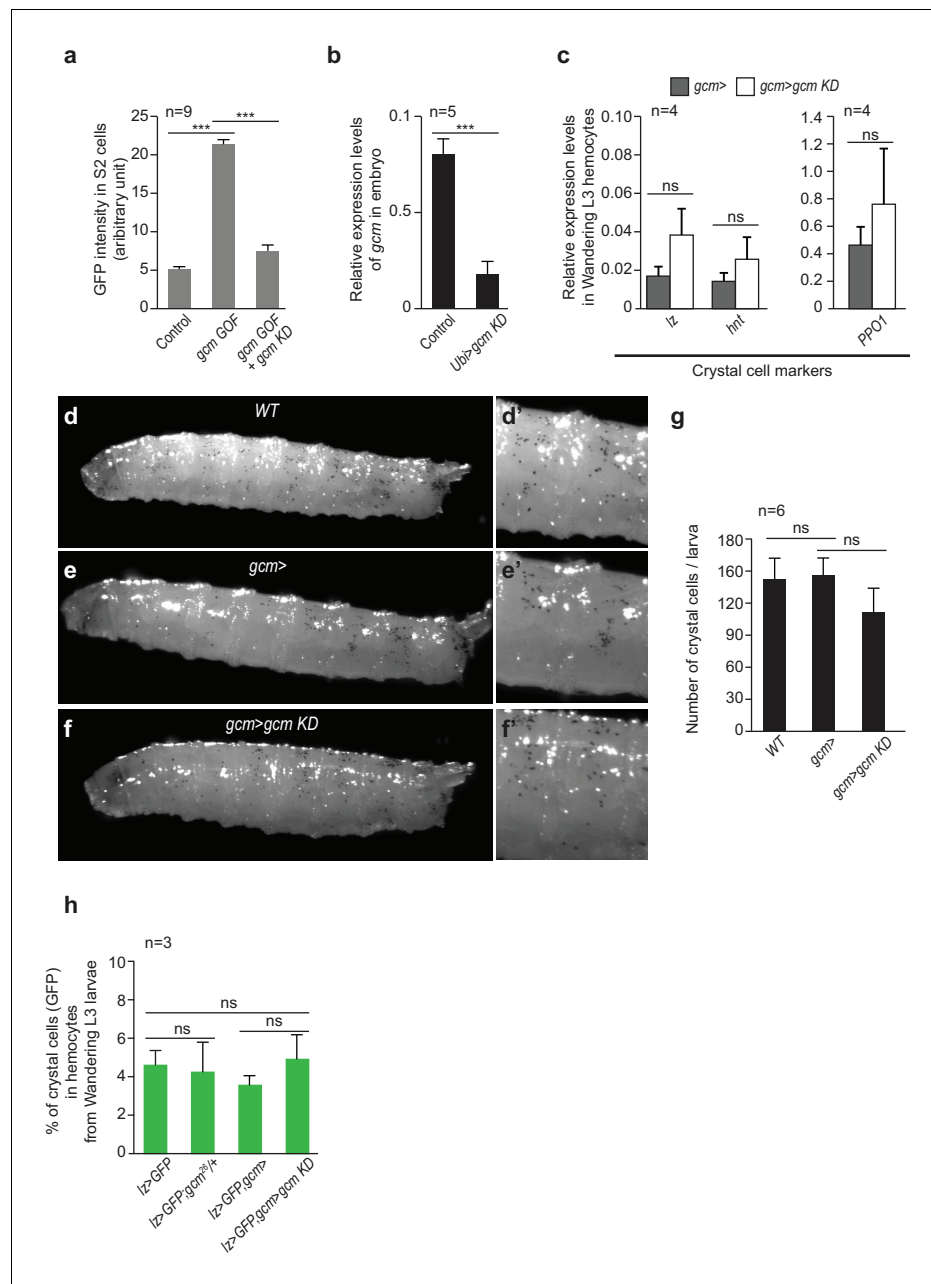 a
n=9
***
***
GFP intensity in S2 cells
(aribitrary unit)
25
20
15
10
5
0
Control
gcm GOF
gcm GOF
+ gcm KD
b
n=5
***
Relative expression levels
of gcm in embryo
0.1
0.5
0
Control
Ubi>gcm KD
c
gcm>
gcm>gcm KD
n=4
ns
ns
Relative expression levels
in Wandering L3 hemocytes
0.10
0.08
0.06
0.04
0.02
0
lz
hnt
n=4
ns
1.4
1.2
1.0
0.8
0.6
0.4
0.2
0
PPO1
Crystal cell markers
d
WT
d'
e
gcm>
e'
f
gcm>gcm KD
f'
g
n=6
ns
ns
Number of crystal cells / larva
180
160
120
90
60
30
0
WT
gcm>
gcm>gcm KD
h
n=3
ns
ns
ns
% of crystal cells (GFP)
in hemocytes
from Wandering L3 larvae
10
8
6
4
2
0
lz>GFP
lz>GFP;gcm²⁶/+
lz>GFP,gcm>
lz>GFP,gcm>gcm KD